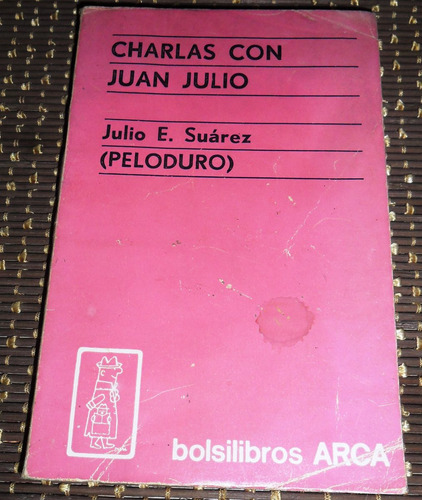 CHARLAS CON
JUAN JULIO
Julio E. Suárez
(PELODURO)
bolsilibros ARCA